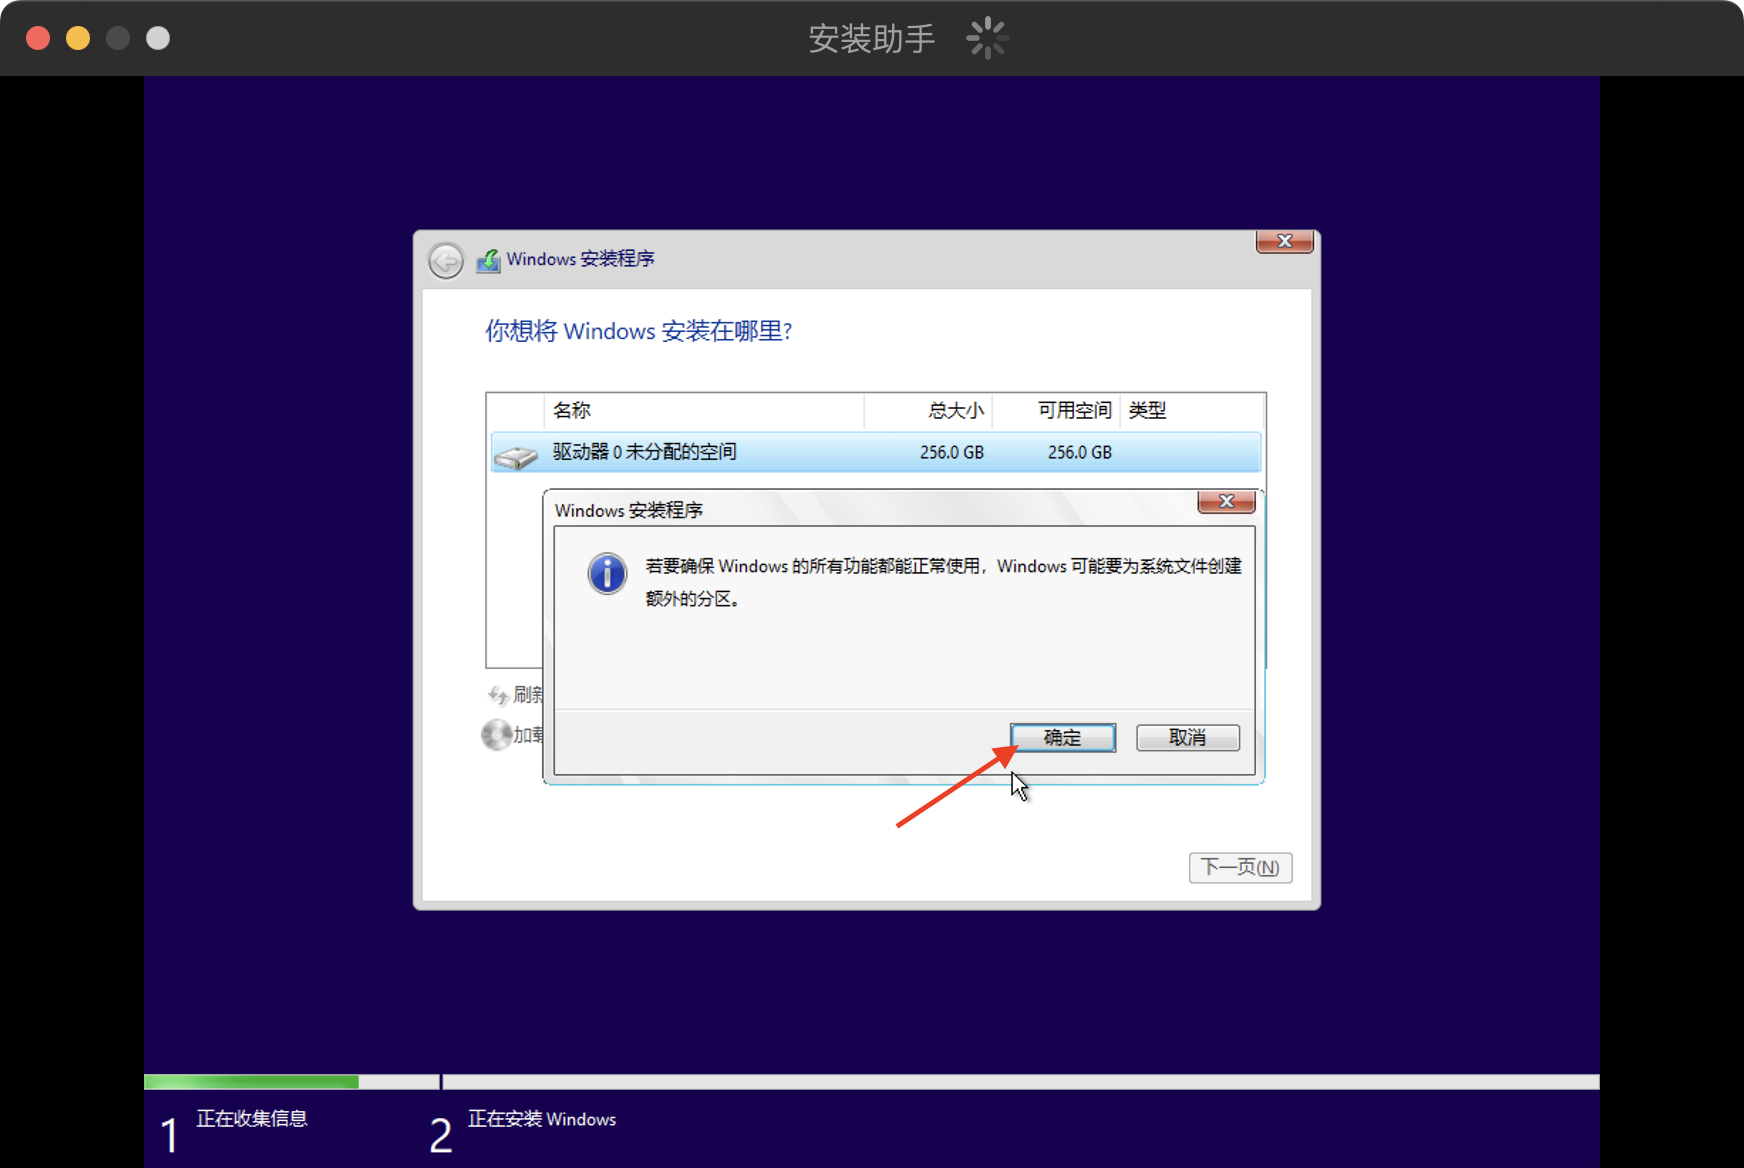 安装助手
Windows 安装程序
你想将 Windows 安装在哪里?
名称 总大小 可用空间 类型
驱动器 0 未分配的空间 256.0 GB 256.0 GB
Windows 安装程序
若要确保 Windows 的所有功能都能正常使用，Windows 可能要为系统文件创建
额外的分区。
刷新
加载
确定 取消
下一页(N)
1 正在收集信息
2 正在安装 Windows